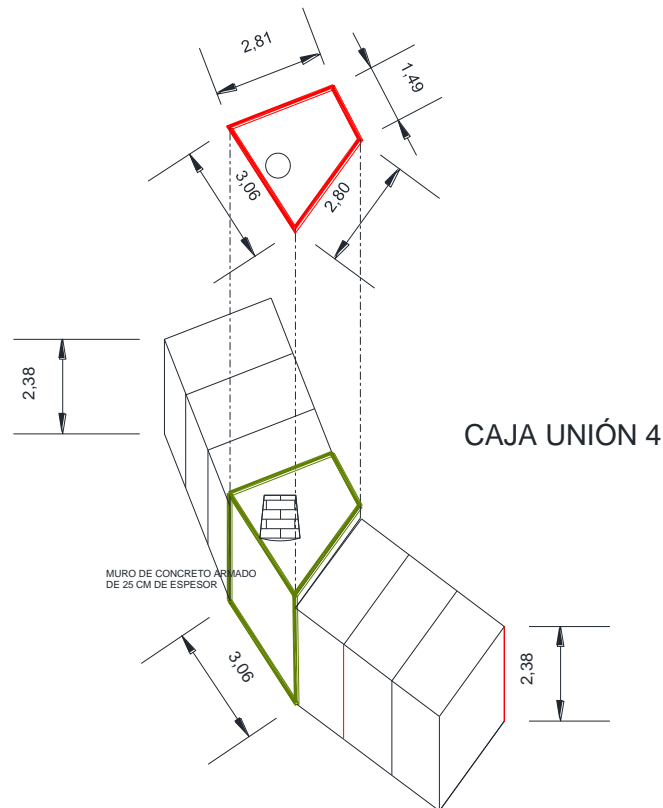 2,81
1,49
3,06
2,80
2,38
CAJA UNIÓN 4
MURO DE CONCRETO ARMADO
DE 25 CM DE ESPESOR
3,06
2,38